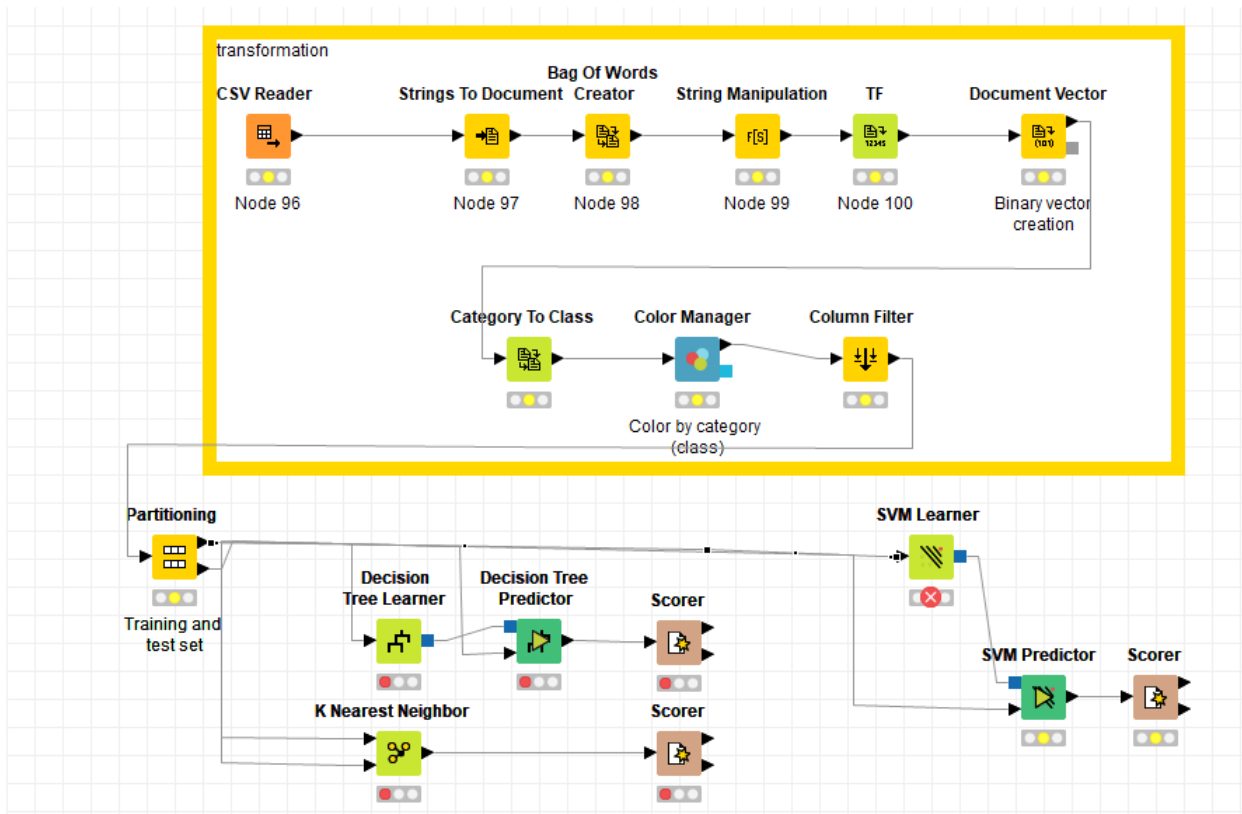 transformation
CSV Reader
Strings To Document
Bag Of Words
Creator
String Manipulation
TF
Document Vector
r[s]
12345
(101)
Node 96
Node 97
Node 98
Node 99
Node 100
Binary vector
creation
Category To Class
Color Manager
Column Filter
Color by category
(class)
Partitioning
Training and
test set
Decision
Tree Learner
Decision Tree
Predictor
Scorer
K Nearest Neighbor
Scorer
SVM Learner
SVM Predictor
Scorer